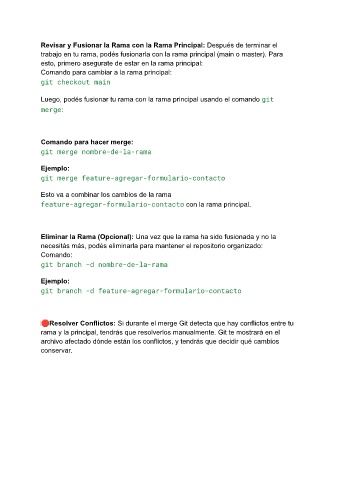 Revisar y Fusionar la Rama con la Rama Principal: Después de terminar el
trabajo en tu rama, podés fusionarla con la rama principal (main o master). Para
esto, primero asegurate de estar en la rama principal:
Comando para cambiar a la rama principal:
git checkout main
Luego, podés fusionar tu rama con la rama principal usando el comando git
merge:
Comando para hacer merge:
git merge nombre-de-la-rama
Ejemplo:
git merge feature-agregar-formulario-contacto
Esto va a combinar los cambios de la rama
feature-agregar-formulario-contacto con la rama principal.
Eliminar la Rama (Opcional): Una vez que la rama ha sido fusionada y no la
necesitás más, podés eliminarla para mantener el repositorio organizado:
Comando:
git branch -d nombre-de-la-rama
Ejemplo:
git branch -d feature-agregar-formulario-contacto
🔴Resolver Conflictos: Si durante el merge Git detecta que hay conflictos entre tu
rama y la principal, tendrás que resolverlos manualmente. Git te mostrará en el
archivo afectado dónde están los conflictos, y tendrás que decidir qué cambios
conservar.